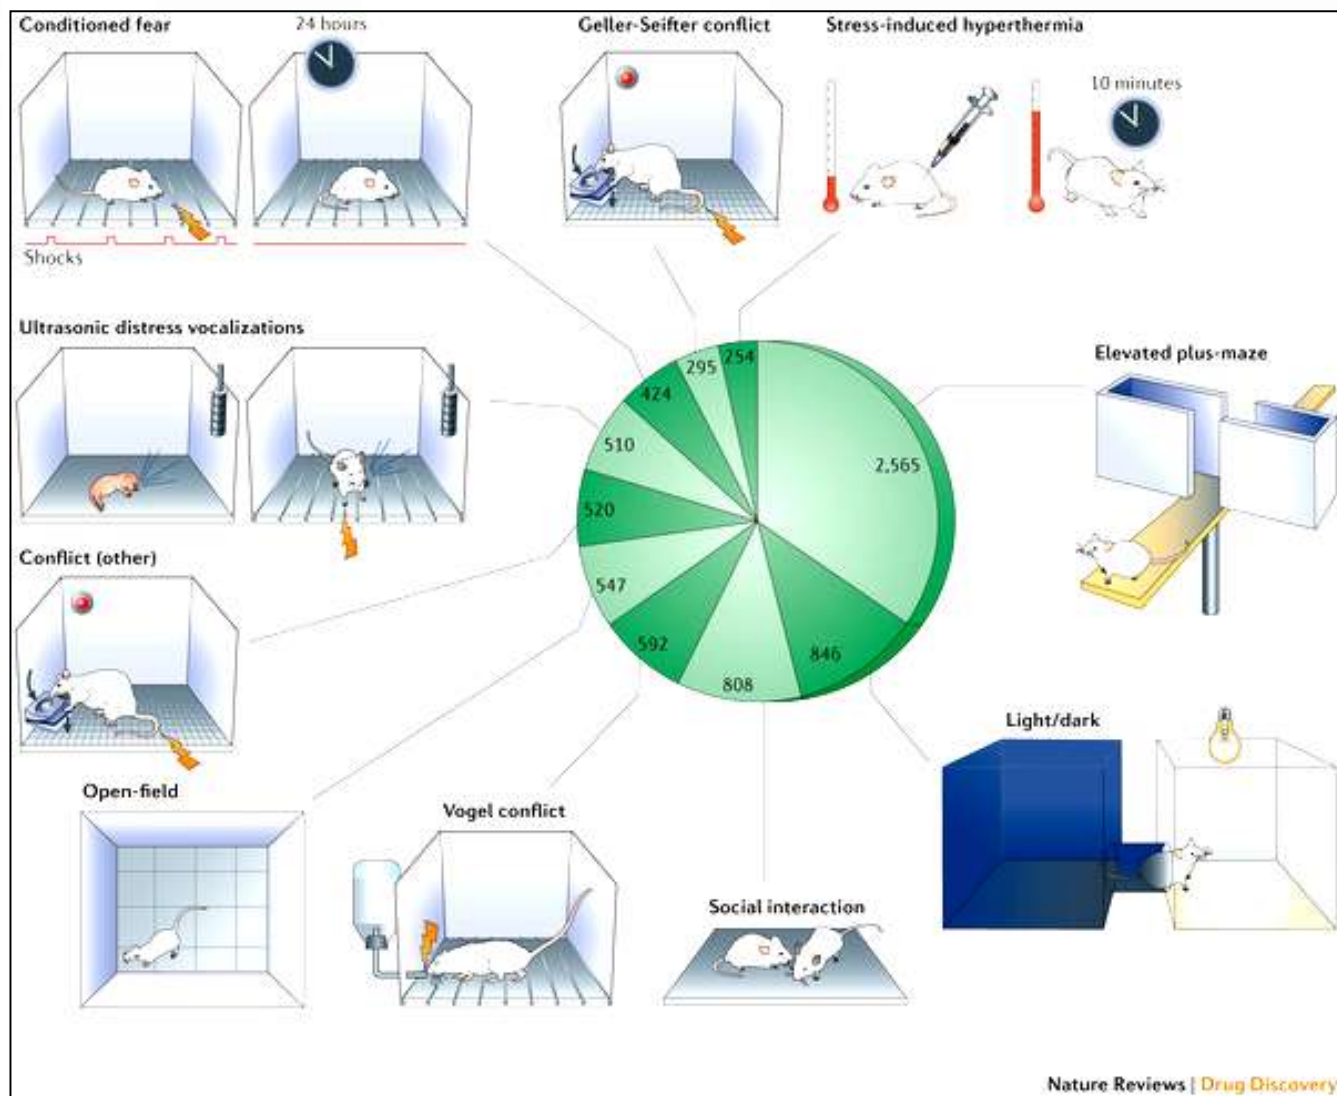 Conditioned fear
24 hours
Geller-Seifter conflict
Stress-induced hyperthermia
10 minutes
Shocks
Ultrasonic distress vocalizations
Elevated plus-maze
254
295
424
510
2,565
520
547
592
846
808
Conflict (other)
Light/dark
Open-field
Vogel conflict
Social interaction
Nature Reviews | Drug Discovery